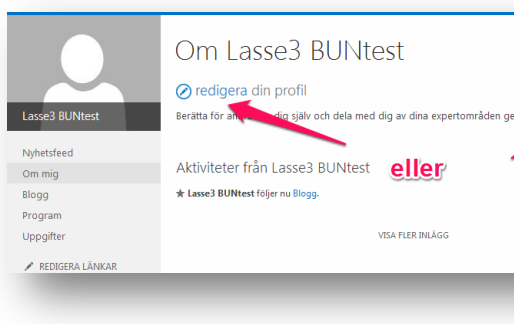 Om Lasse3 BUNtest
redigera din profil
Berätta för dig själv och dela med dig av dina expertområden ge
Lasse3 BUNtest
Nyhetsfeed
Om mig
Blogg
Program
Uppgifter
REDIGERA LÄNKAR
Aktiviteter från Lasse3 BUNtest
eller
Lasse3 BUNtest följer nu Blogg.
VISA FLER INLÄGG